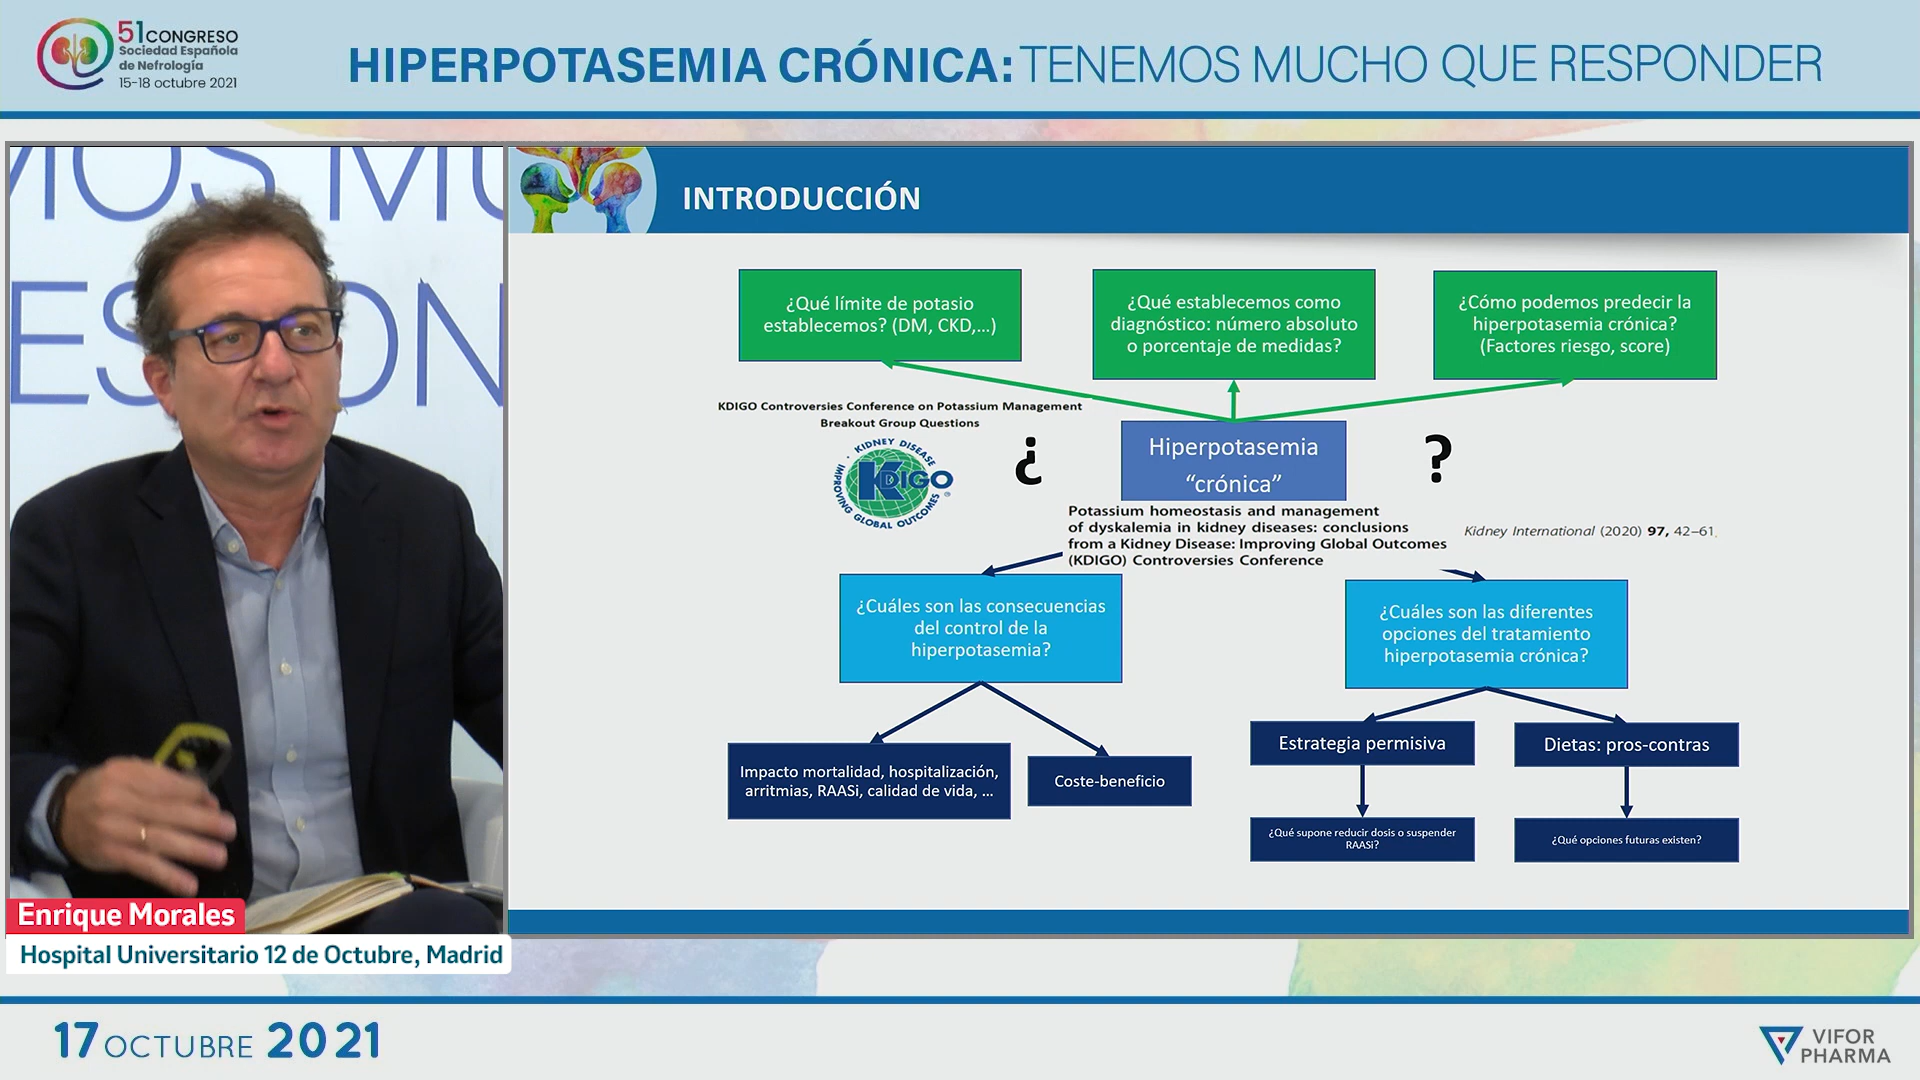 51 CONGRESO
Sociedad Española
de Nefrología
15-18 octubre 2021
HIPERPOTASEMIA CRÓNICA: TENEMOS MUCHO QUE RESPONDER
INTRODUCCIÓN
¿Qué límite de potasio
establecemos? (DM, CKD,...)
¿Qué establecemos como
diagnóstico: número absoluto
o porcentaje de medidas?
¿Cómo podemos predecir la
hiperpotasemia crónica?
(Factores riesgo, score)
KDIGO Controversies Conference on Potassium Management
Breakout Group Questions
KIDNEY DISEASE
KDIGO
IMPROVING GLOBAL OUTCOMES
¿
Hiperpotasemia
“crónica”
?
Potassium homeostasis and management
of dyskalemia in kidney diseases: conclusions
from a Kidney Disease: Improving Global Outcomes
(KDIGO) Controversies Conference
Kidney International (2020) 97, 42–61
¿Cuáles son las consecuencias
del control de la
hiperpotasemia?
¿Cuáles son las diferentes
opciones del tratamiento
hiperpotasemia crónica?
Impacto mortalidad, hospitalización,
arritmias, RAASi, calidad de vida, ...
Coste-beneficio
Estrategia permisiva
Dietas: pros-contras
¿Qué supone reducir dosis o suspender
RAASi?
¿Qué opciones futuras existen?
MOS MU
ESPON
Enrique Morales
Hospital Universitario 12 de Octubre, Madrid
17 OCTUBRE 2021
VIFOR
PHARMA